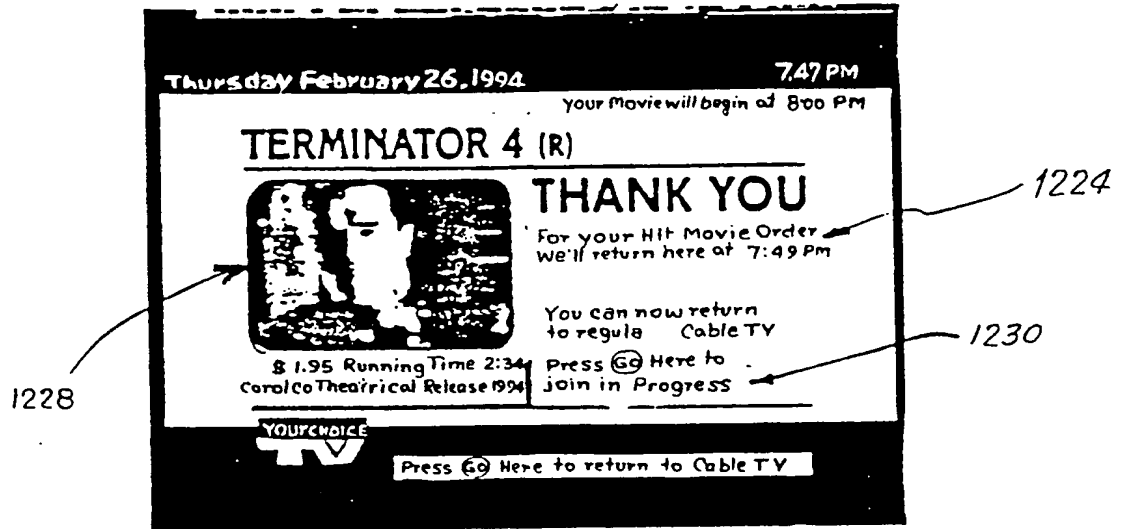 Thursday February 26, 1994
7,47 PM
Your Movie will begin at 8:00 PM
TERMINATOR 4 (R)
THANK YOU
1224
For your Hit Movie Order
We'll return here at 7:49 Pm
1228
You can now return
to regula Cable TV
1230
$ 1.95 Running Time 2:34
Carolco Theatrical Release 1994
Press Go Here to
join in Progress
YOUR CHOICE
TV
Press Go Here to return to Cable TV